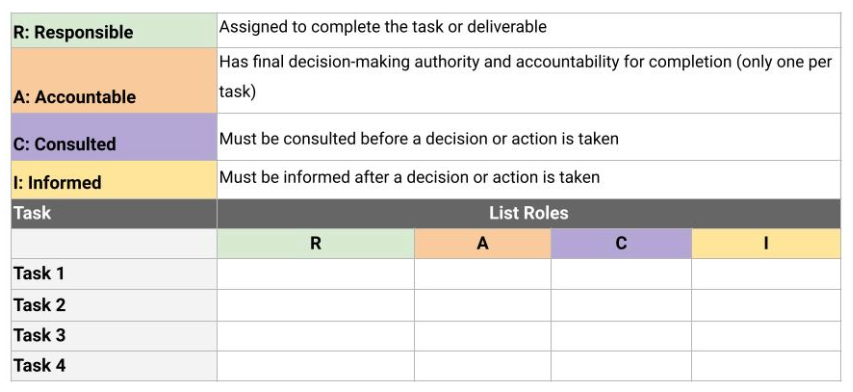 R: Responsible
Assigned to complete the task or deliverable
A: Accountable
Has final decision-making authority and accountability for completion (only one per
task)
C: Consulted
Must be consulted before a decision or action is taken
I: Informed
Must be informed after a decision or action is taken
Task
List Roles
R
A
C
I
Task 1
Task 2
Task 3
Task 4